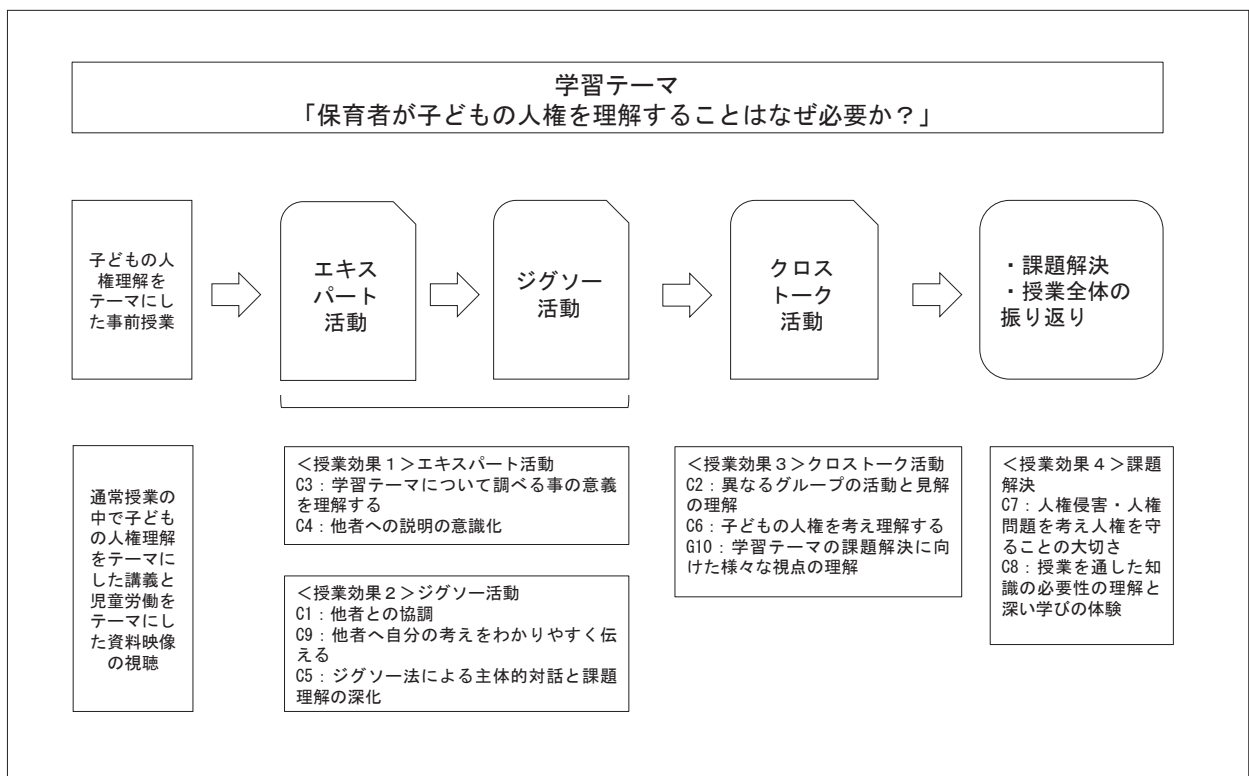 学習テーマ
「保育者が子どもの人権を理解することはなぜ必要か？」
子どもの人
権理解を
テーマにし
た事前授業
エキス
パート
活動
ジグソー
活動
クロス
トーク
活動
・課題解決
・授業全体の
振り返り
通常授業の
中で子ども
の人権理解
をテーマに
した講義と
児童労働を
テーマにし
た資料映像
の視聴
＜授業効果１＞エキスパート活動
C3：学習テーマについて調べる事の意義
を理解する
C4：他者への説明の意識化
＜授業効果２＞ジグソー活動
C1：他者との協調
C9：他者へ自分の考えをわかりやすく伝
える
C5：ジグソー法による主体的対話と課題
理解の深化
＜授業効果３＞クロストーク活動
C2：異なるグループの活動と見解
の理解
C6：子どもの人権を考え理解する
G10：学習テーマの課題解決に向
けた様々な視点の理解
＜授業効果４＞課題
解決
C7：人権侵害・人権
問題を考え人権を守
ることの大切さ
C8：授業を通した知
識の必要性の理解と
深い学びの体験